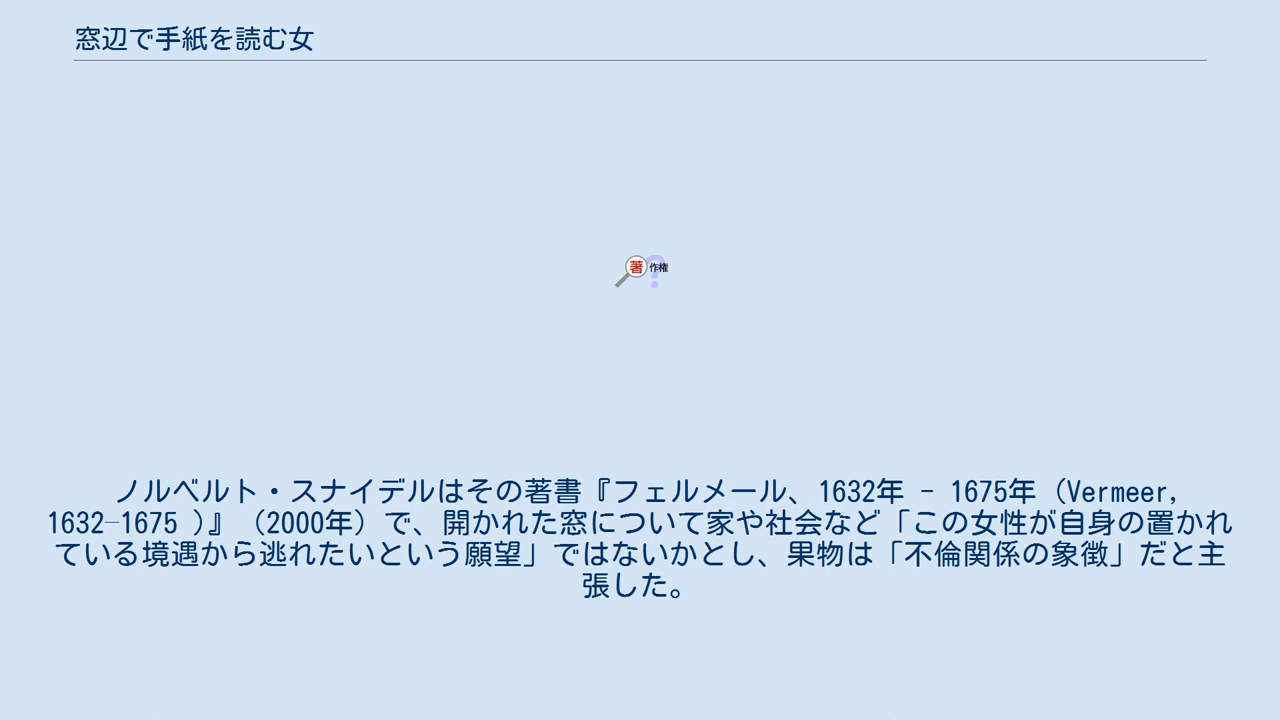 窓辺で手紙を読む女
著作権
ノルベルト・スナイデルはその著書『フェルメール、1632年 - 1675年 (Vermeer,
1632–1675 )』（2000年）で、開かれた窓について家や社会など「この女性が自身の置かれ
ている境遇から逃れたいという願望」ではないかとし、果物は「不倫関係の象徴」だと主
張した。